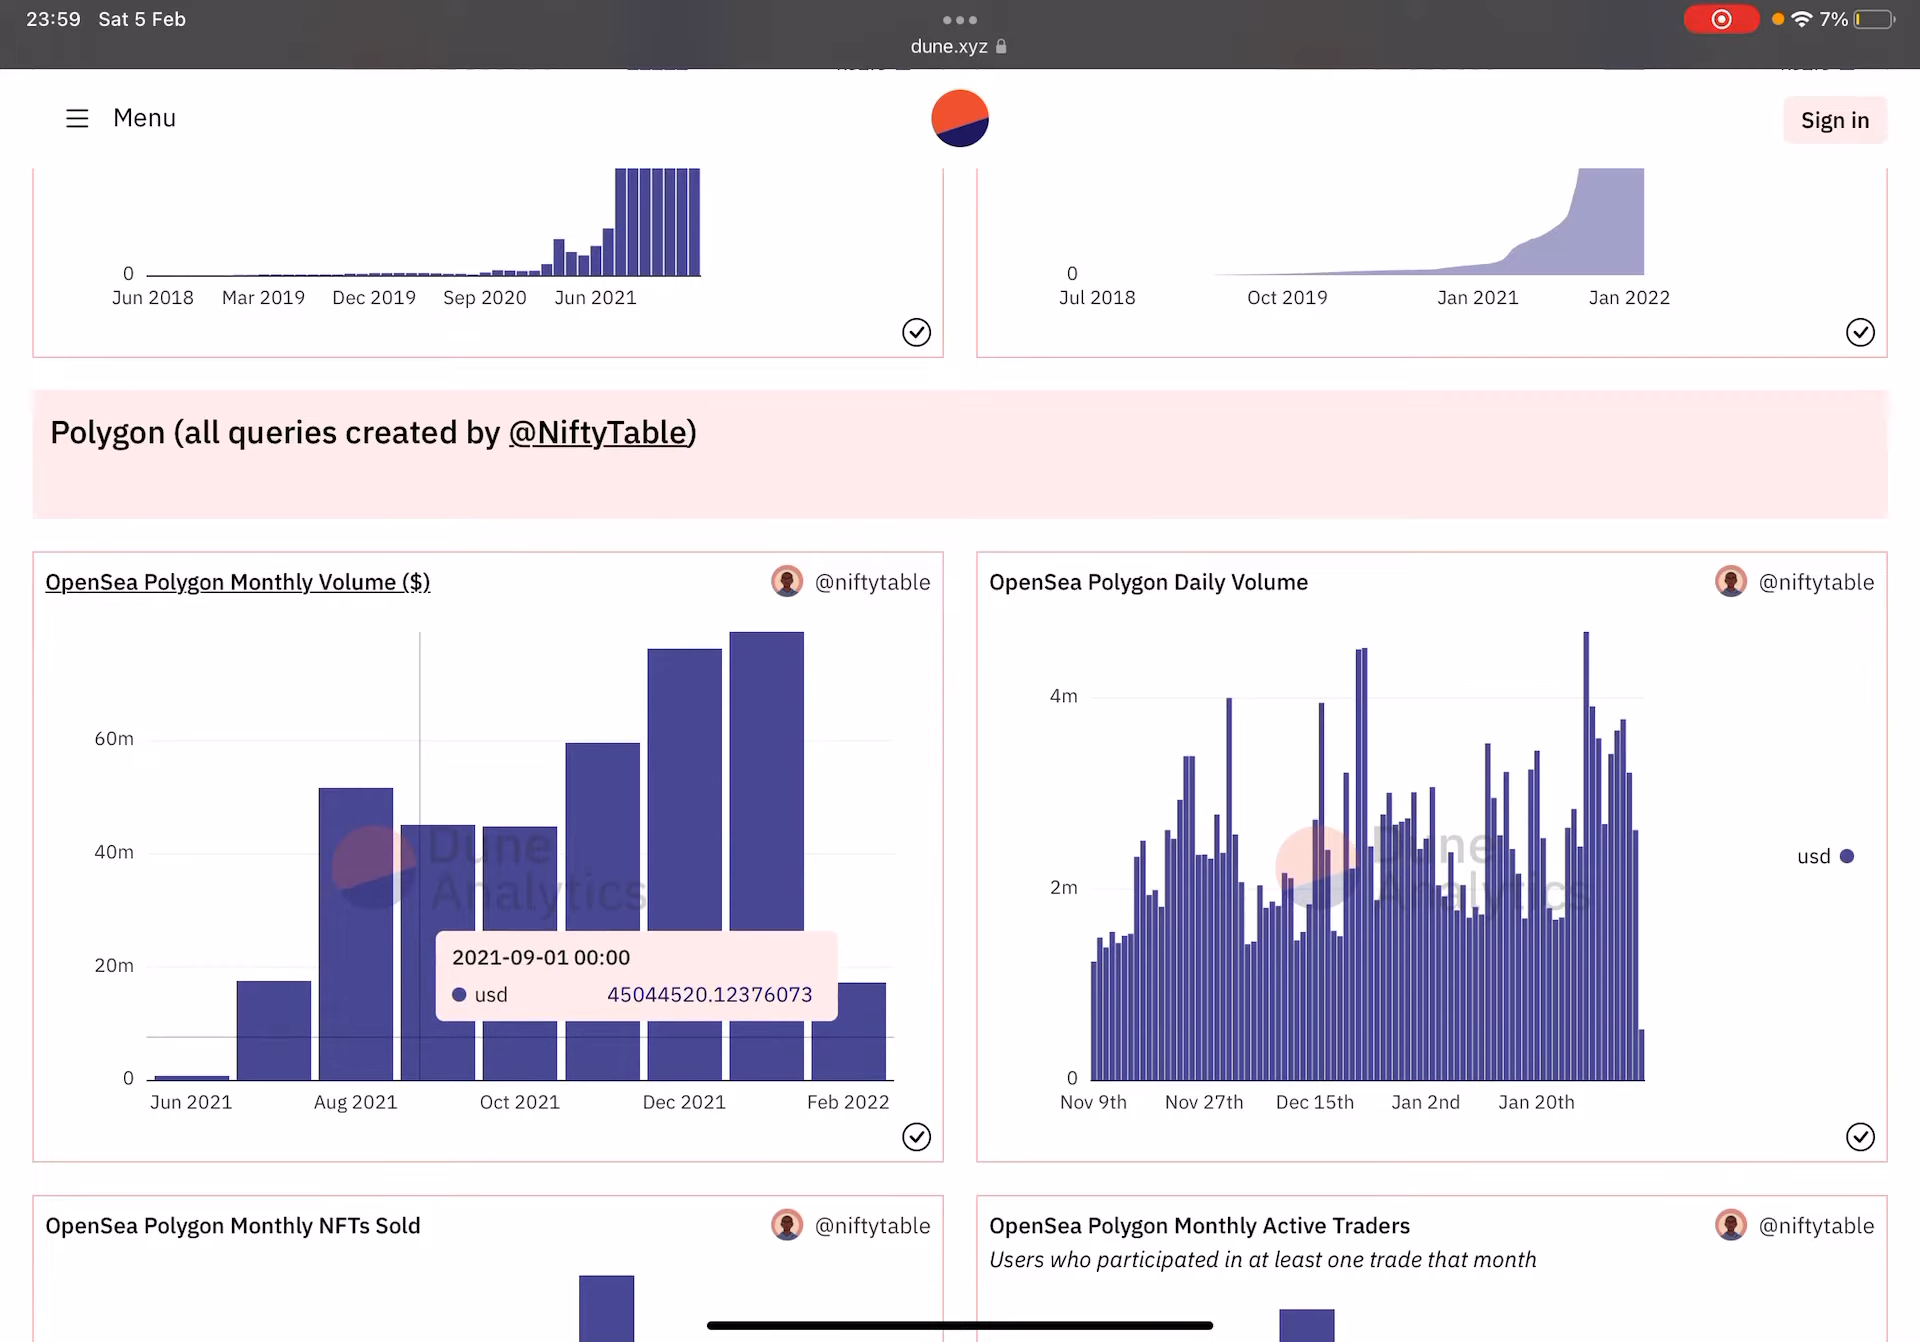 23:59 Sat 5 Feb
dune.xyz
7%
Menu
Sign in
0
Jun 2018 Mar 2019 Dec 2019 Sep 2020 Jun 2021
0
Jul 2018 Oct 2019 Jan 2021 Jan 2022
Polygon (all queries created by @NiftyTable)
OpenSea Polygon Monthly Volume ($)
@niftytable
60m
40m
20m
0
Dune
Analytics
2021-09-01 00:00
usd 45044520.12376073
Jun 2021 Aug 2021 Oct 2021 Dec 2021 Feb 2022
OpenSea Polygon Daily Volume
@niftytable
4m
2m
0
Dune
Analytics
usd
Nov 9th Nov 27th Dec 15th Jan 2nd Jan 20th
OpenSea Polygon Monthly NFTs Sold
@niftytable
OpenSea Polygon Monthly Active Traders
@niftytable
Users who participated in at least one trade that month